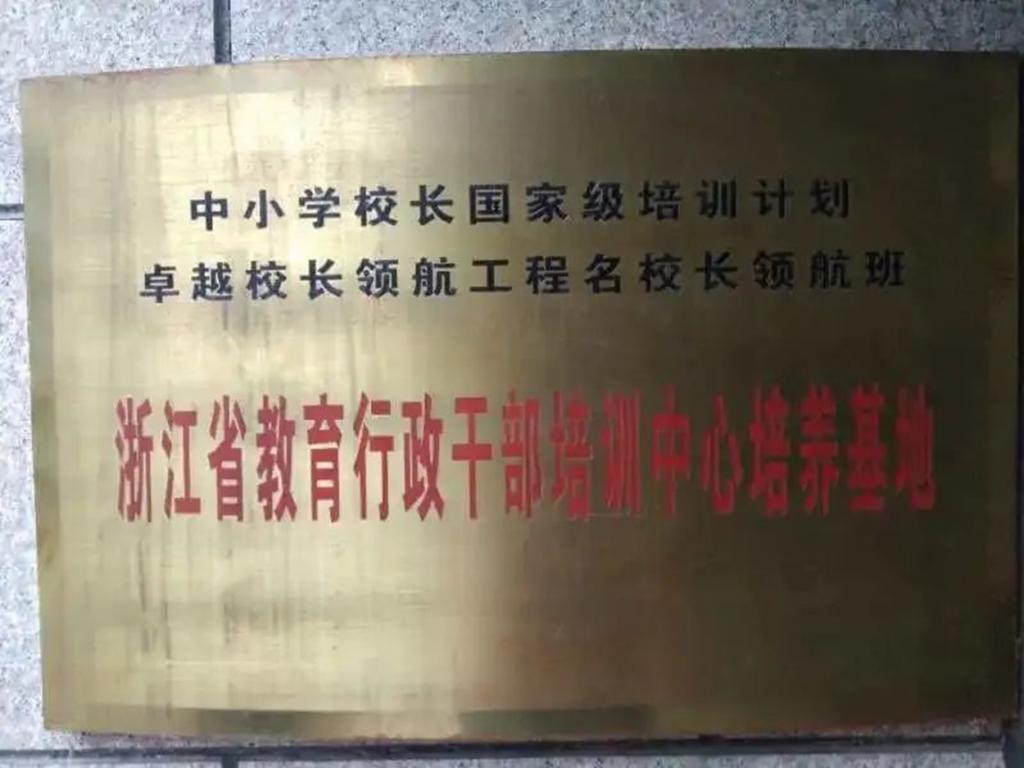 中小学校长国家级培训计划
卓越校长领航工程名校长领航班
浙江省教育行政干部培训中心培养基地